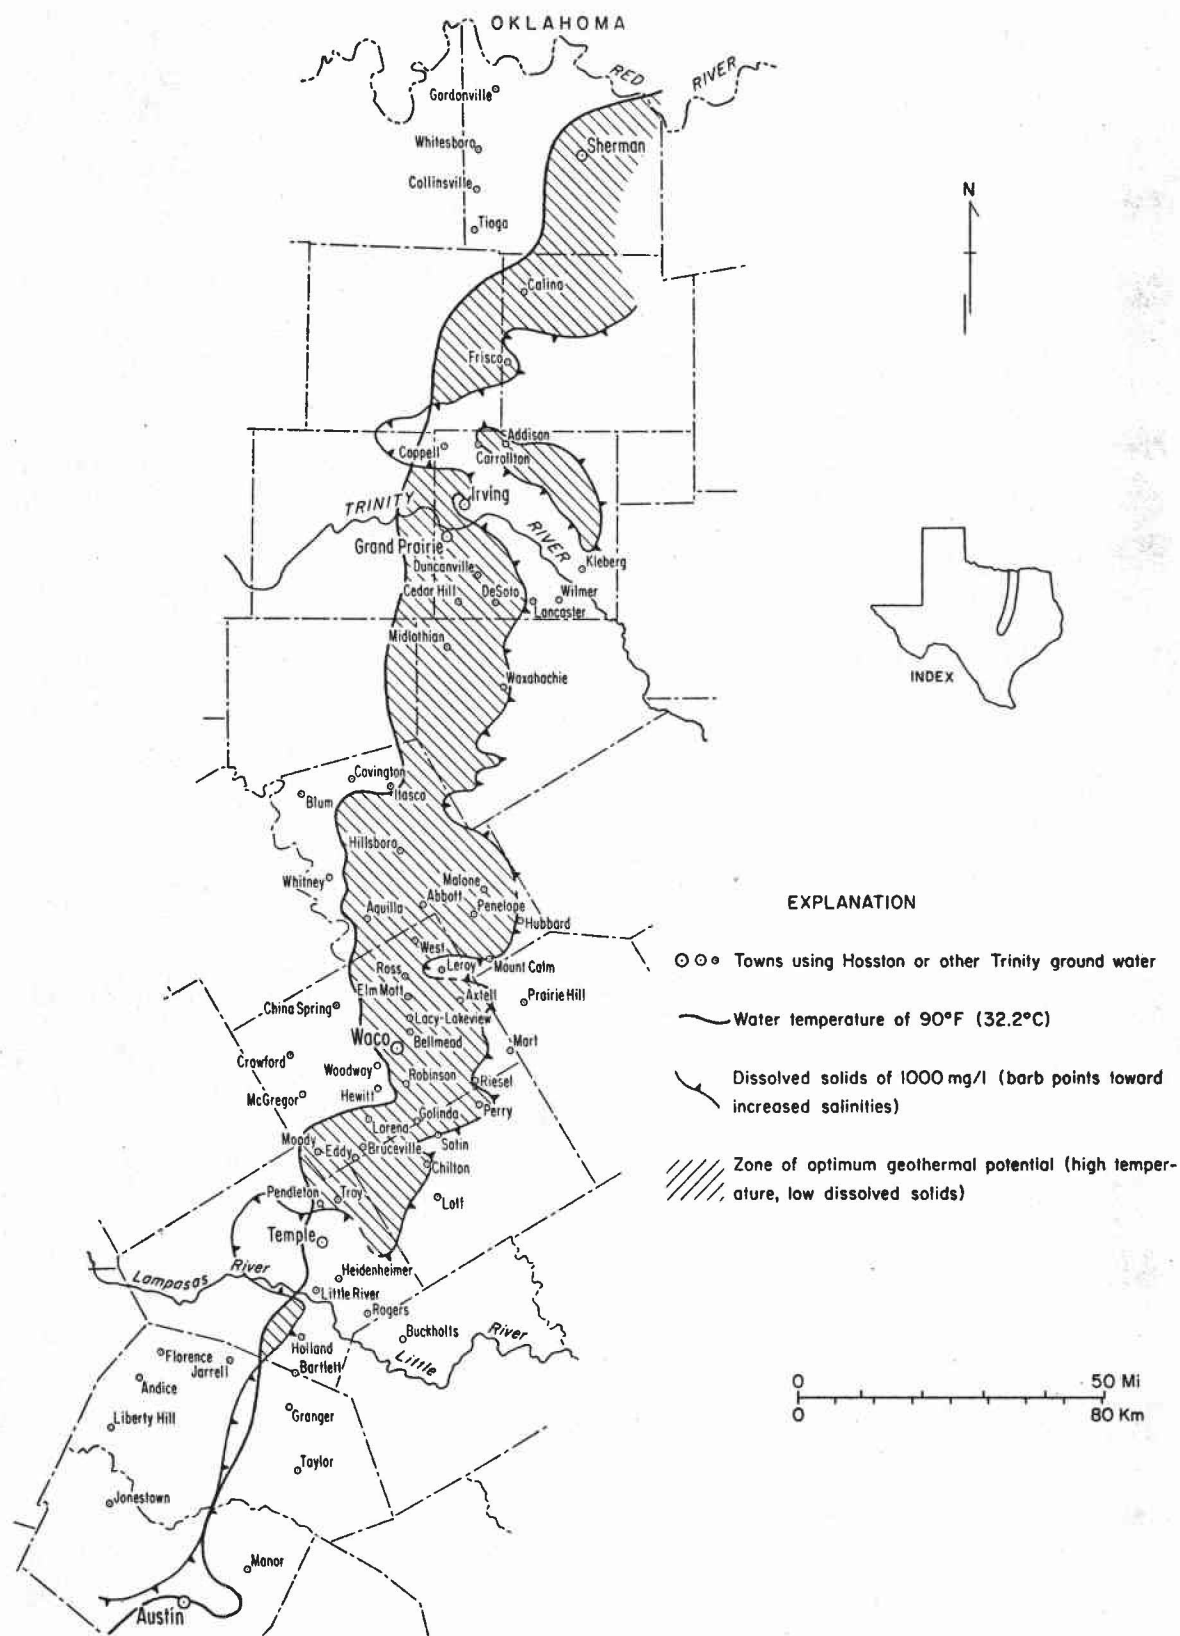 OKLAHOMA
RED RIVER
Gordonville
Whitesboro
Sherman
Collinsville
N
Tioga
Calina
Frisco
Addison
Coppell
Carrollton
Irving
TRINITY RIVER
Grand Prairie
Kleberg
Duncanville
Cedar Hill
DeSoto
Wilmer
Lancaster
Midlothian
INDEX
Waxahachie
Covington
Itasca
Blum
Hillsboro
Whitney
Malone
Abbott
Aquilla
Penelope
Hubbard
West
Leroy
Mount Calm
Ross
Elm Mott
Axtell
Prairie Hill
China Spring
Lacy-Lakeview
Waco
Bellmead
Mart
Crawford
Woodway
Robinson
Riesel
McGregor
Hewitt
Perry
Golinda
Lorena
Satin
Moody
Eddy
Bruceville
Chilton
Pendleton
Troy
Lott
Temple
Heidenheimer
Lampasas River
Little River
Rogers
Buckholts
Little River
Holland
Florence
Jarrell
Bartlett
Andice
Granger
Liberty Hill
Taylor
Jonestown
Manor
Austin
EXPLANATION
Towns using Hosston or other Trinity ground water
Water temperature of 90°F (32.2°C)
Dissolved solids of 1000 mg/l (barb points toward
increased salinities)
Zone of optimum geothermal potential (high temper-
ature, low dissolved solids)
0 50 Mi
0 80 Km